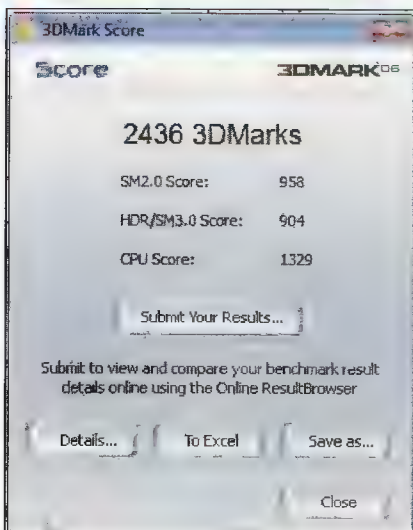 3DMark Score
Score 3DMARK06
2436 3DMarks
SM2.0 Score: 958
HDR/SM3.0 Score: 904
CPU Score: 1329
Submit Your Results...
Submit to view and compare your benchmark result
details online using the Online ResultBrowser
Details... To Excel Save as...
Close